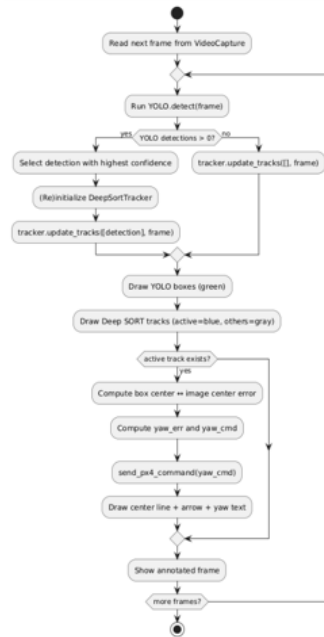 Read next frame from VideoCapture
Run YOLO.detect(frame)
yes
YOLO detections > 0?
no
Select detection with highest confidence
tracker.update_tracks([], frame)
(Re)initialize DeepSortTracker
tracker.update_tracks([detection], frame)
Draw YOLO boxes (green)
Draw Deep SORT tracks (active=blue, others=gray)
active track exists?
yes
Compute box center ↔ image center error
Compute yaw_err and yaw_cmd
send_px4_command(yaw_cmd)
Draw center line + arrow + yaw text
Show annotated frame
more frames?